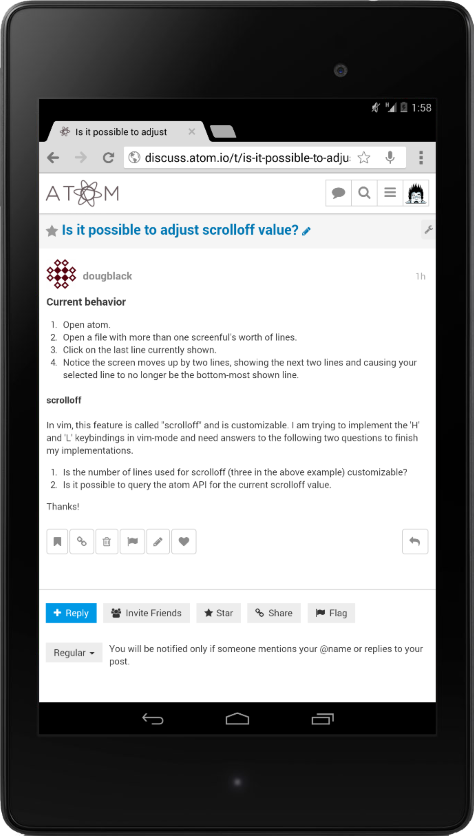 1:58
Is it possible to adjust
discuss.atom.io/t/is-it-possible-to-adju
ATOM
Is it possible to adjust scrolloff value?
dougblack 1h
Current behavior
1. Open atom.
2. Open a file with more than one screenful's worth of lines.
3. Click on the last line currently shown.
4. Notice the screen moves up by two lines, showing the next two lines and causing your
selected line to no longer be the bottom-most shown line.
scrolloff
In vim, this feature is called "scrolloff" and is customizable. I am trying to implement the 'H'
and 'L' keybindings in vim-mode and need answers to the following two questions to finish
my implementations.
1. Is the number of lines used for scrolloff (three in the above example) customizable?
2. Is it possible to query the atom API for the current scrolloff value.
Thanks!
Reply Invite Friends Star Share Flag
Regular You will be notified only if someone mentions your @name or replies to your
post.